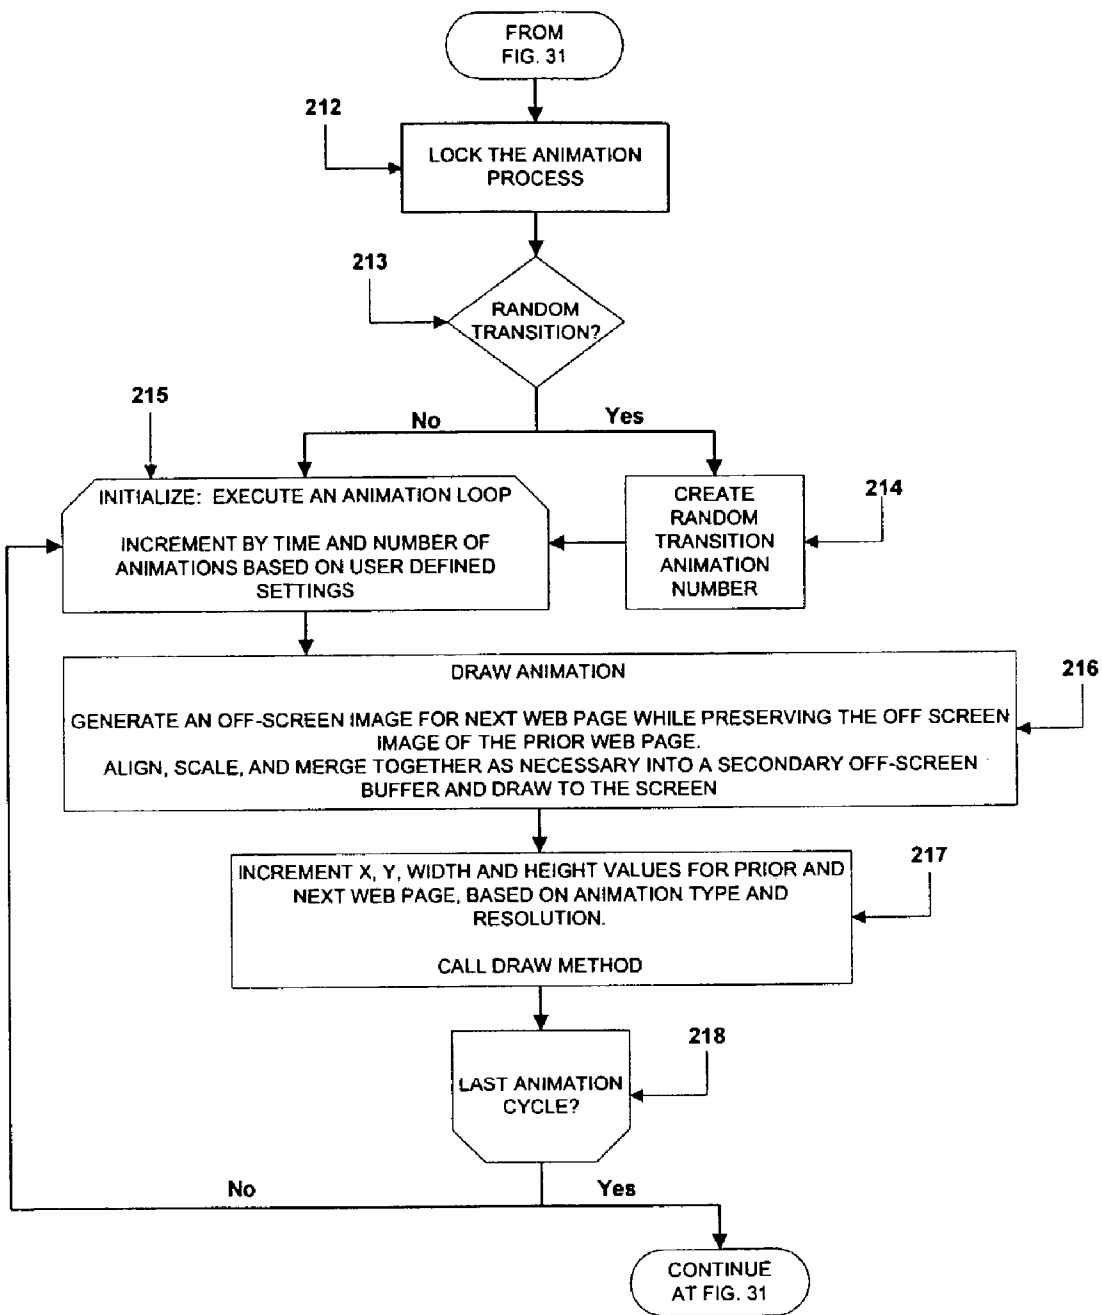 FROM
FIG. 31
212
LOCK THE ANIMATION
PROCESS
213
RANDOM
TRANSITION?
No
Yes
215
INITIALIZE: EXECUTE AN ANIMATION LOOP
INCREMENT BY TIME AND NUMBER OF
ANIMATIONS BASED ON USER DEFINED
SETTINGS
214
CREATE
RANDOM
TRANSITION
ANIMATION
NUMBER
216
DRAW ANIMATION
GENERATE AN OFF-SCREEN IMAGE FOR NEXT WEB PAGE WHILE PRESERVING THE OFF SCREEN
IMAGE OF THE PRIOR WEB PAGE.
ALIGN, SCALE, AND MERGE TOGETHER AS NECESSARY INTO A SECONDARY OFF-SCREEN
BUFFER AND DRAW TO THE SCREEN
217
INCREMENT X, Y, WIDTH AND HEIGHT VALUES FOR PRIOR AND
NEXT WEB PAGE, BASED ON ANIMATION TYPE AND
RESOLUTION.
CALL DRAW METHOD
218
LAST ANIMATION
CYCLE?
No
Yes
CONTINUE
AT FIG. 31